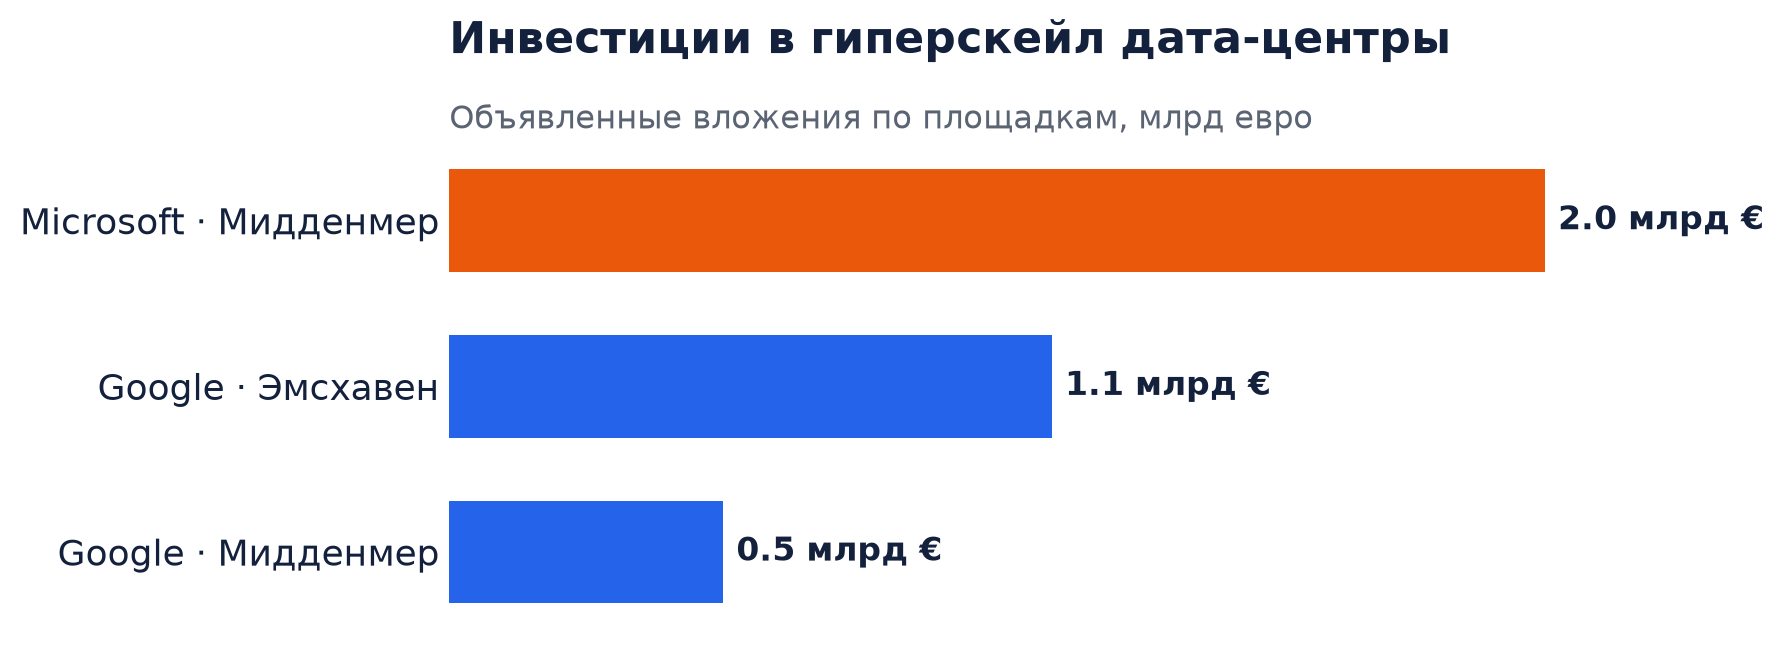 Инвестиции в гиперскейл дата-центры
Объявленные вложения по площадкам, млрд евро
Microsoft · Мидденмер 2.0 млрд €
Google · Эмсхавен 1.1 млрд €
Google · Мидденмер 0.5 млрд €